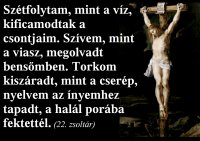 Szétfolytam, mint a víz,
kificamodtak a
csontjaim. Szívem, mint
a viasz, megolvadt
bensőmben. Torkom
kiszáradt, mint a cserép,
nyelvem az ínyemhez
tapadt, a halál porába
fektettél. (22. zsoltár)